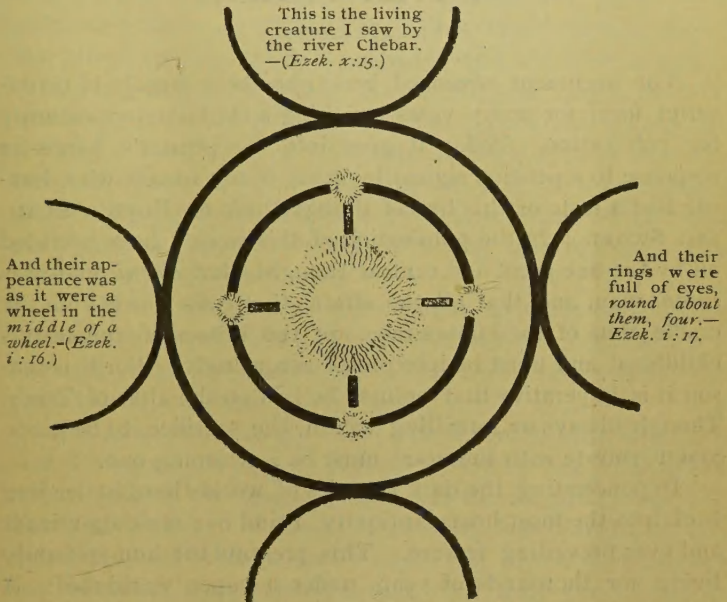 This is the living
creature I saw by
the river Chebar.
—(Ezek. x:15.)
And their ap-
pearance was
as it were a
wheel in the
middle of a
wheel.-(Ezek.
i:16.)
And their
rings were
full of eyes,
round about
them, four.—
Ezek. i:17.